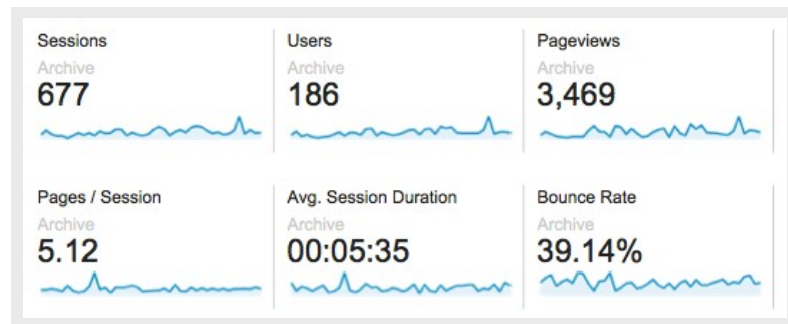 Sessions
Archive
677
Users
Archive
186
Pageviews
Archive
3,469
Pages / Session
Archive
5.12
Avg. Session Duration
Archive
00:05:35
Bounce Rate
Archive
39.14%